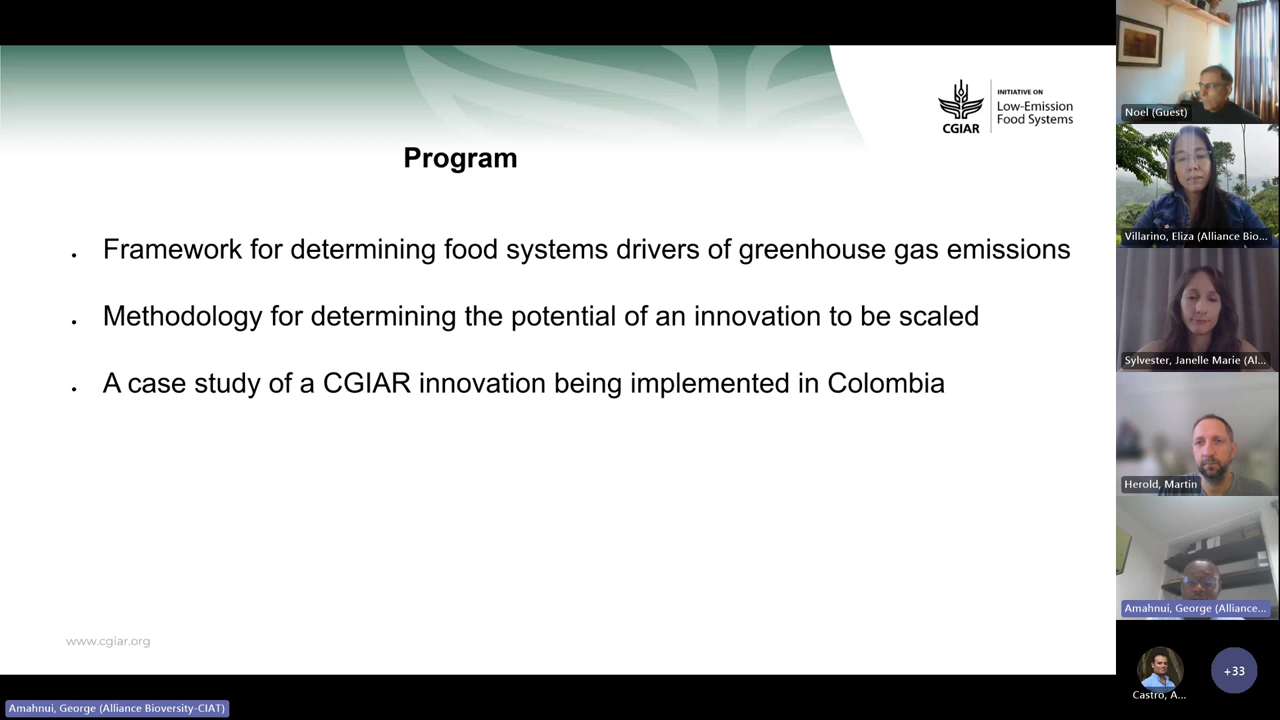 INITIATIVE ON
Low-Emission
Food Systems
CGIAR
Program
Framework for determining food systems drivers of greenhouse gas emissions
Methodology for determining the potential of an innovation to be scaled
A case study of a CGIAR innovation being implemented in Colombia
www.cgiar.org
Noel (Guest)
Villarino, Eliza (Alliance Bio...
Sylvester, Janelle Marie (Al...
Herold, Martin
Amahnui, George (Alliance...
Castro, A...
+33
Amahnui, George (Alliance Bioversity-CIAT)